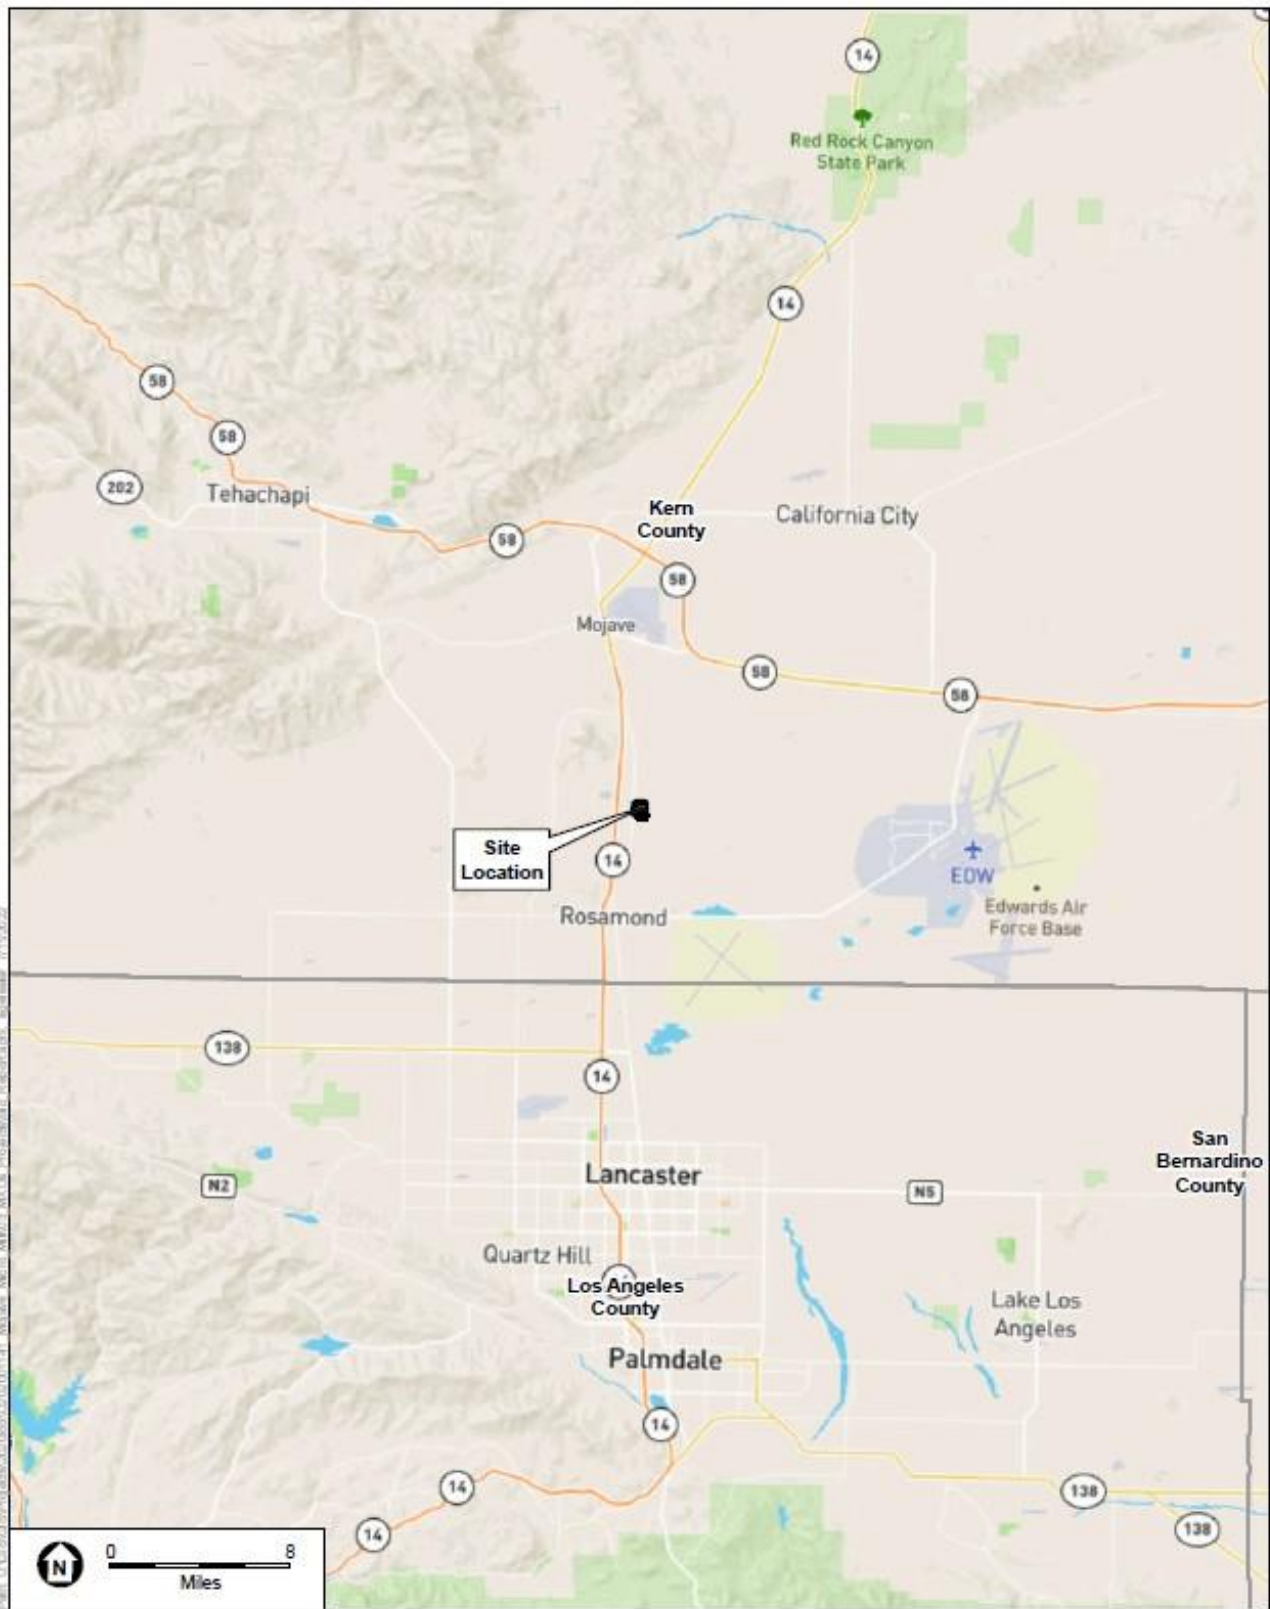 14
Red Rock Canyon
State Park
14
58
58
202
Tehachapi
Kern
County
California City
58
58
Mojave
58
58
Site
Location
14
EDW
Rosamond
Edwards Air
Force Base
138
14
San
Bernardino
County
Lancaster
N2
N5
Quartz Hill
Los Angeles
County
Lake Los
Angeles
Palmdale
14
14
138
14
138
N
0 8
Miles